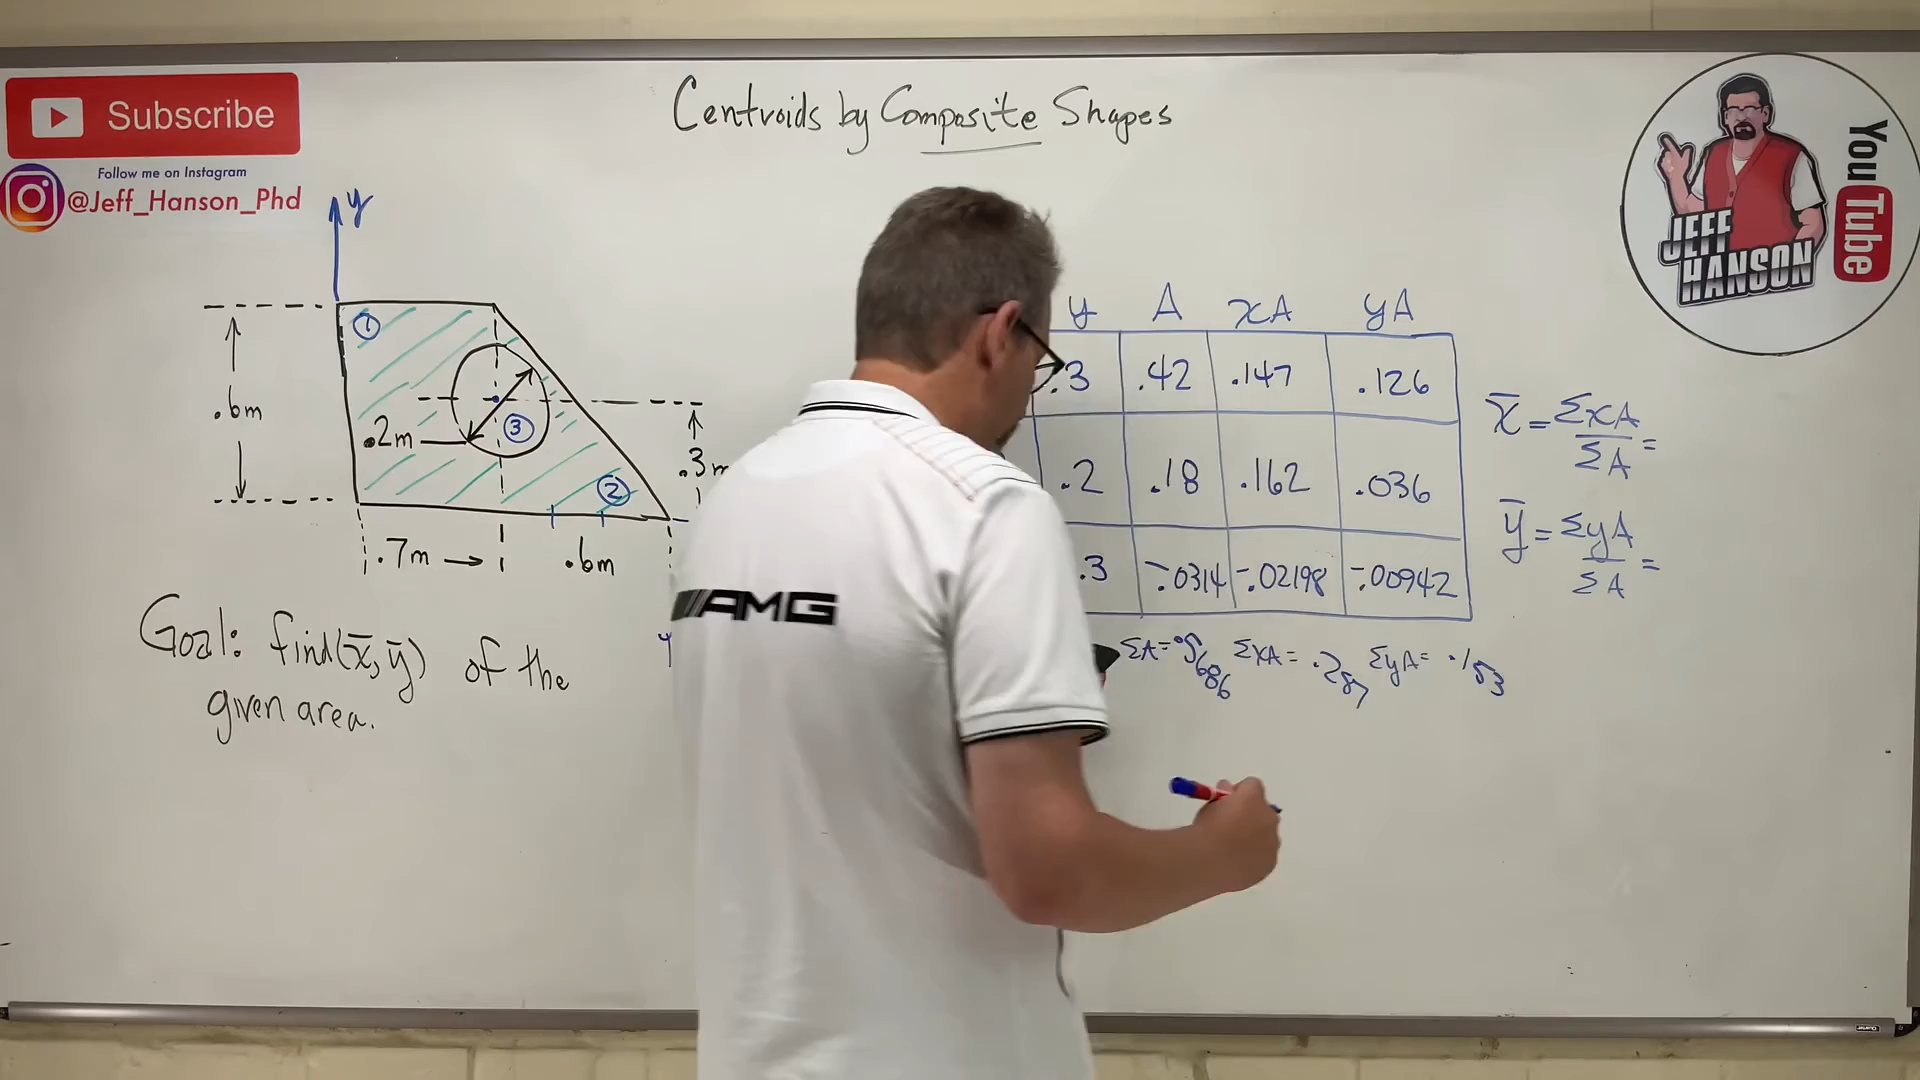 Centroids by Composite Shapes
Subscribe
Follow me on Instagram
@Jeff_Hanson_Phd
YouTube
JEFF
HANSON
y
y A xA yA
1
.3 .42 .147 .126
.6m
.2m
3
.3m
x̄ = ΣxA / ΣA =
2
.2 .18 .162 .036
ȳ = ΣyA / ΣA =
.7m → .6m
.3 -.0314 -.02198 -.00942
ΣA = .5686 ΣxA = .287 ΣyA = .153
Goal: find (x̄, ȳ) of the
given area.
AMG